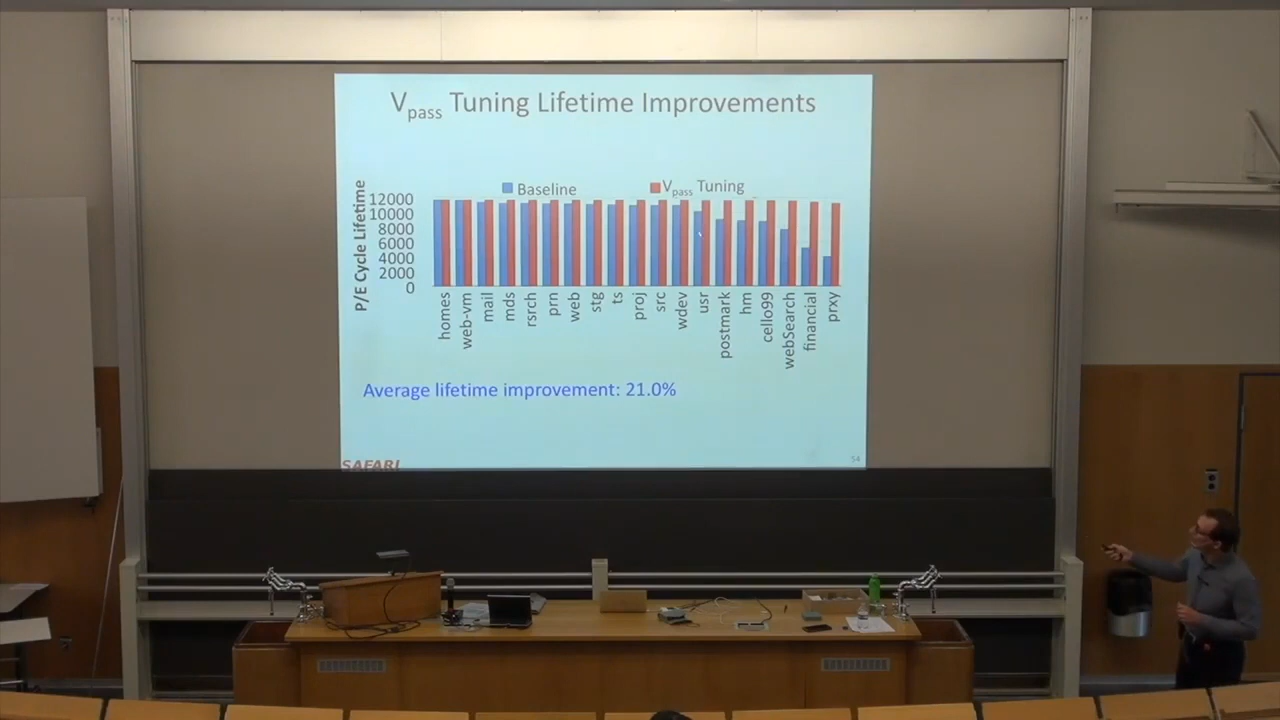 Vpass Tuning Lifetime Improvements
Baseline
Vpass Tuning
P/E Cycle Lifetime
12000
10000
8000
6000
4000
2000
0
homes
web-vm
mail
mds
rsrch
prn
web
stg
ts
proj
src
wdev
usr
postmark
hm
cello99
webSearch
financial
prxy
Average lifetime improvement: 21.0%
SAFARI
54